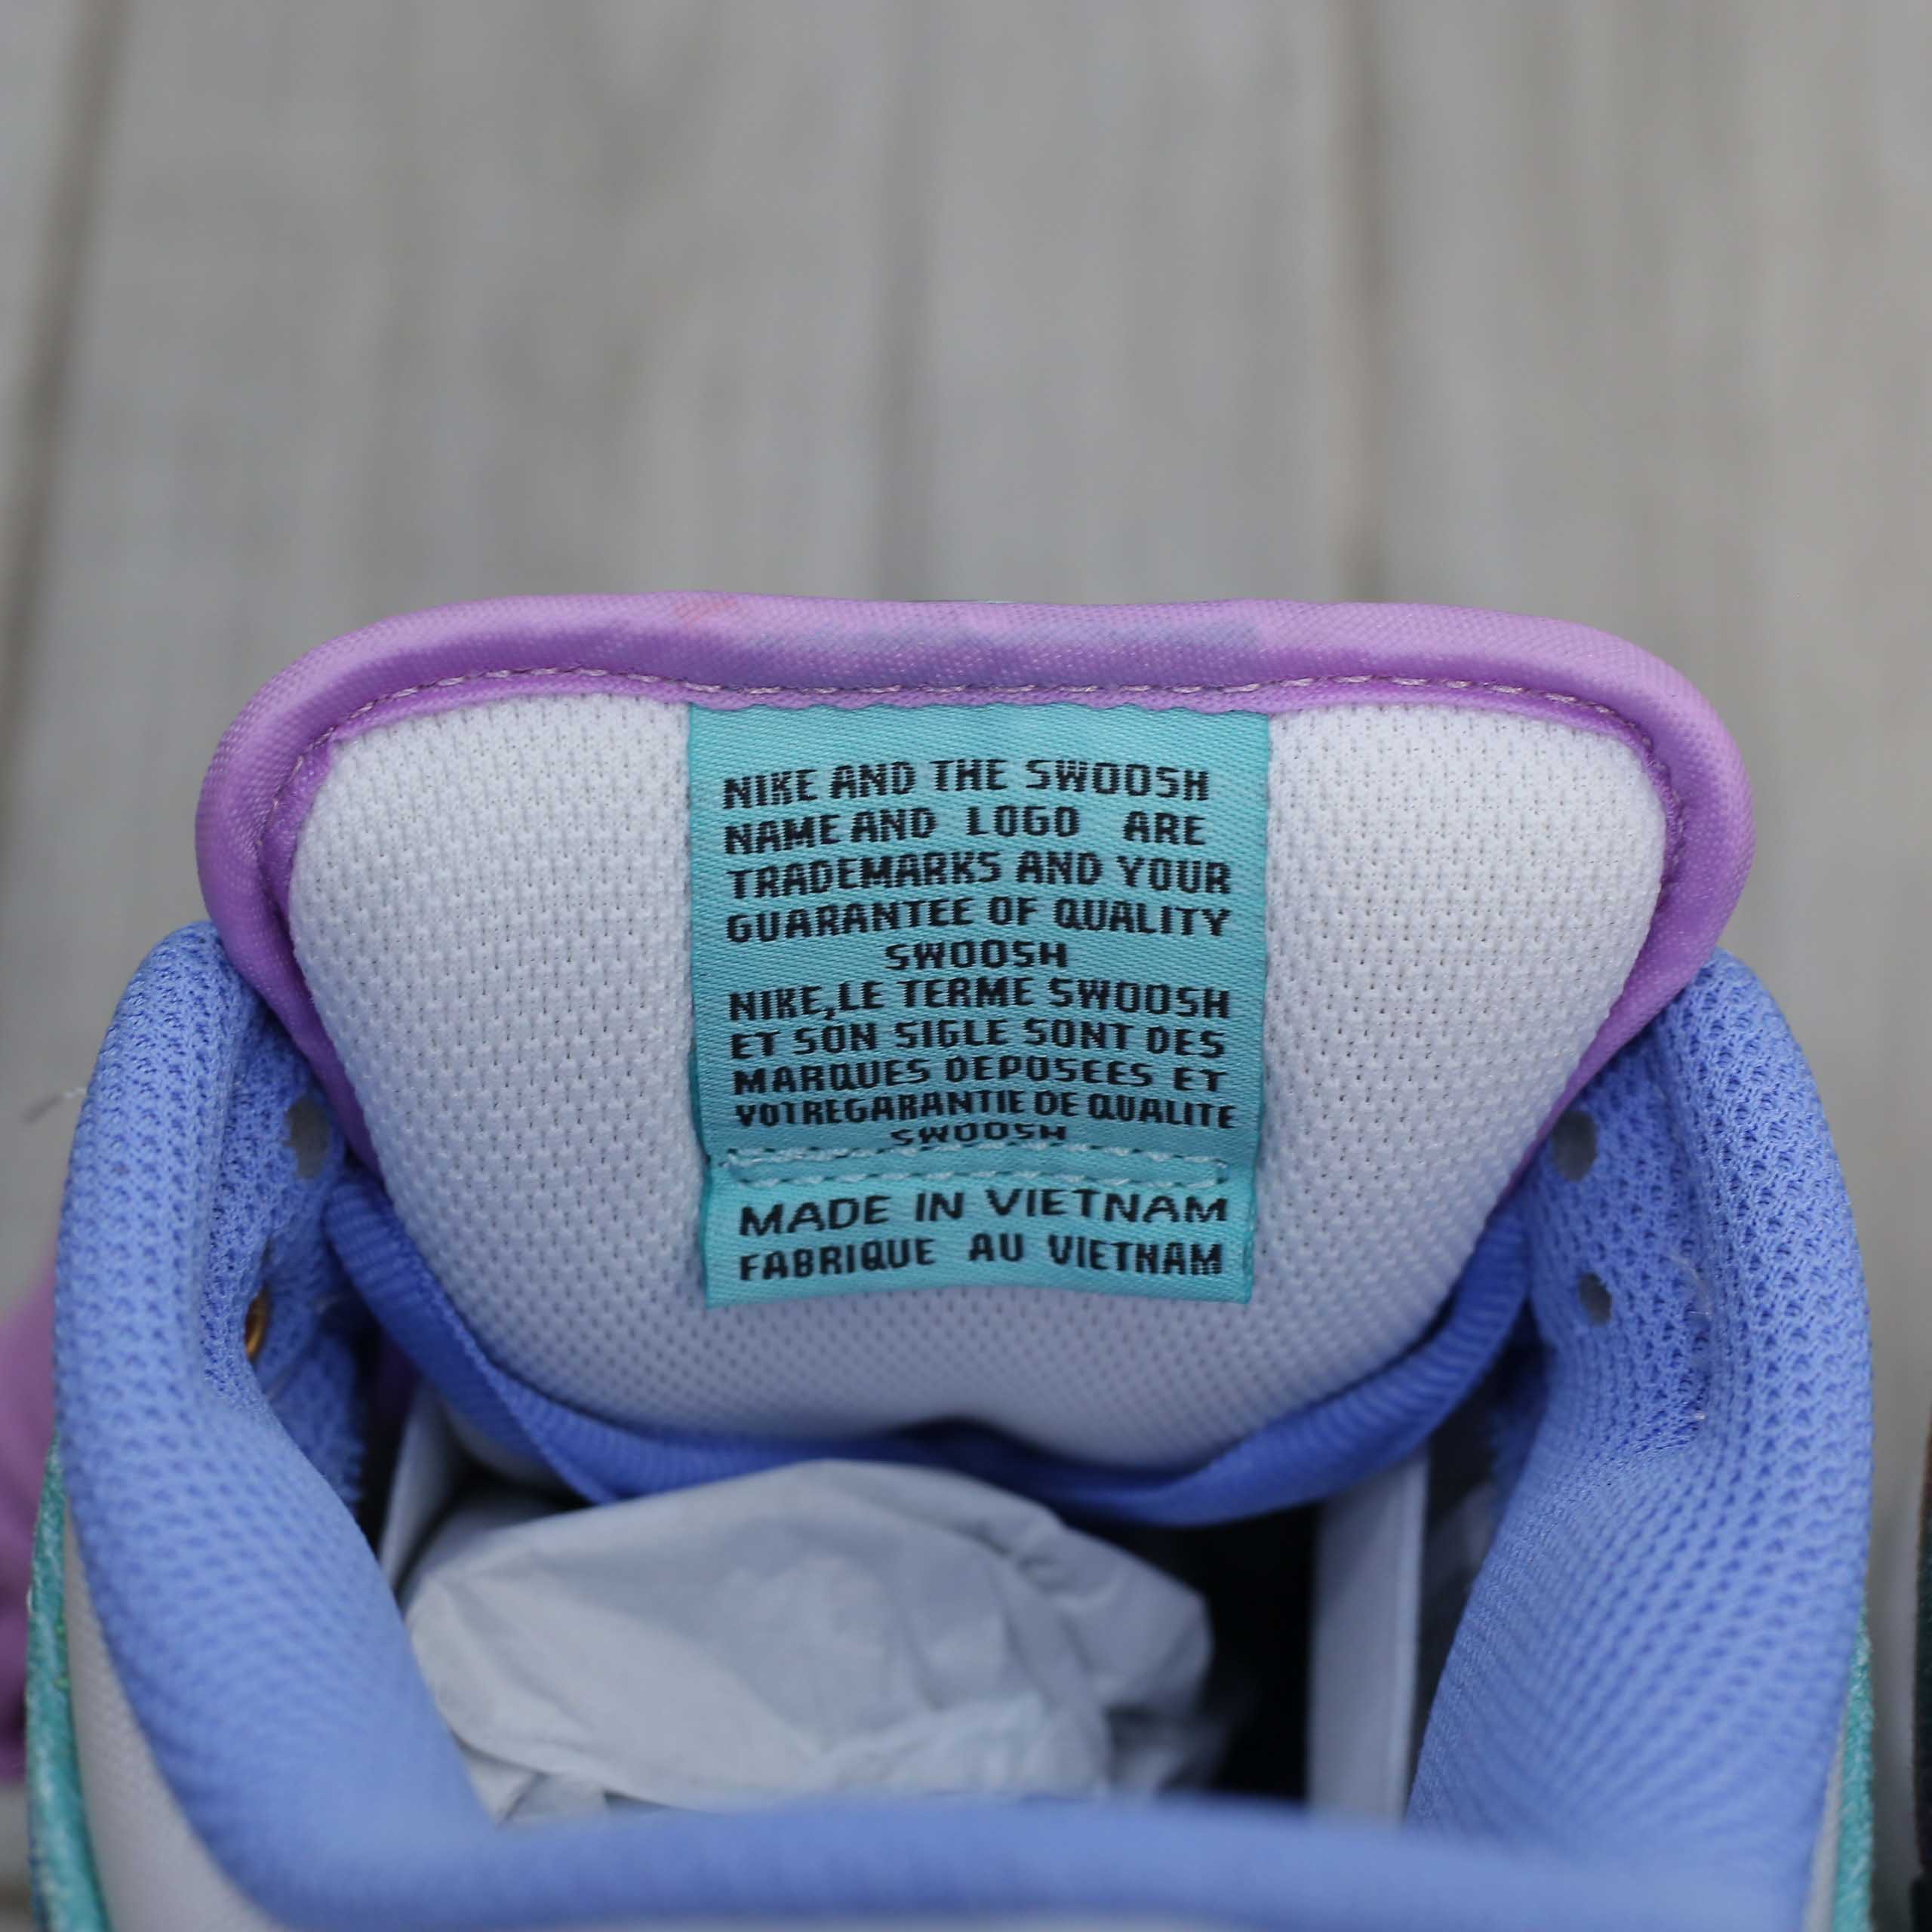 NIKE AND THE SWOOSH
NAME AND LOGO ARE
TRADEMARKS AND YOUR
GUARANTEE OF QUALITY
SWOOSH
NIKE,LE TERME SWOOSH
ET SON SIGLE SONT DES
MARQUES DEPOSEES ET
VOTREGARANTIE DE QUALITE
SWOOSH
MADE IN VIETNAM
FABRIQUE AU VIETNAM